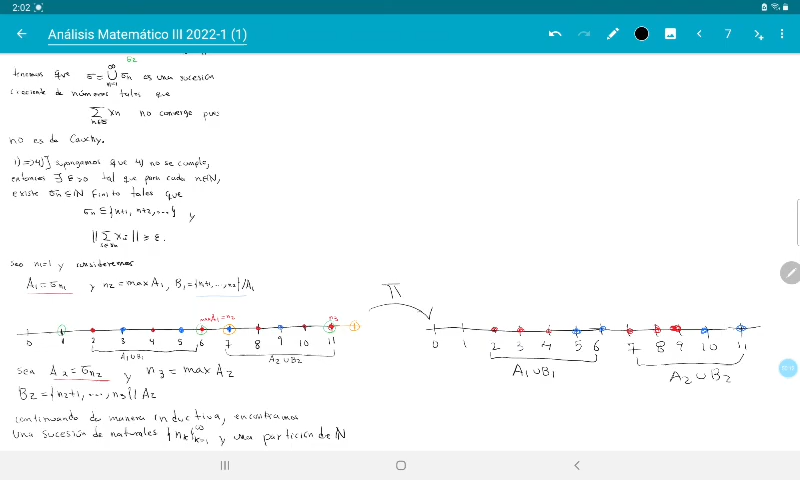 2:02
Análisis Matemático III 2022-1 (1)
7
σ2
tenemos que σ = ∞⋃n=1 σn es una sucesión
creciente de números tales que
∑n∈σ xn no converge pues
no es de Cauchy.
1)⇒4)] supongamos que 4) no se cumple,
entonces ∃ ε>0 tal que para cada n∈ℕ,
existe σn⊆ℕ finito tales que
σn ⊆ {n+1, n+2, ...} y
|| ∑i∈σn xi || ≥ ε.
sea n1=1 y consideremos
A1 = σn1 y n2 = max A1, B1 = {n1+1, ..., n2}/A1
π
maxA1=n2
n3
0 1 2 3 4 5 6 7 8 9 10 11
A1∪B1
A2∪B2
0 1 2 3 4 5 6 7 8 9 10 11
A1∪B1
A2∪B2
sea A2 = σn2 y n3 = max A2
B2 = {n2+1, ..., n3} \ A2
continuando de manera inductiva, encontramos
una sucesión de naturales {nk}∞k=1 y una partición de ℕ